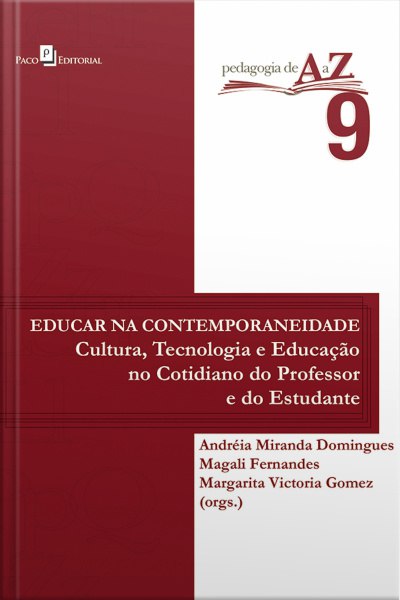 PACO EDITORIAL
pedagogia de A a Z
9
EDUCAR NA CONTEMPORANEIDADE
Cultura, Tecnologia e Educação
no Cotidiano do Professor
e do Estudante
Andréia Miranda Domingues
Magali Fernandes
Margarita Victoria Gomez
(orgs.)